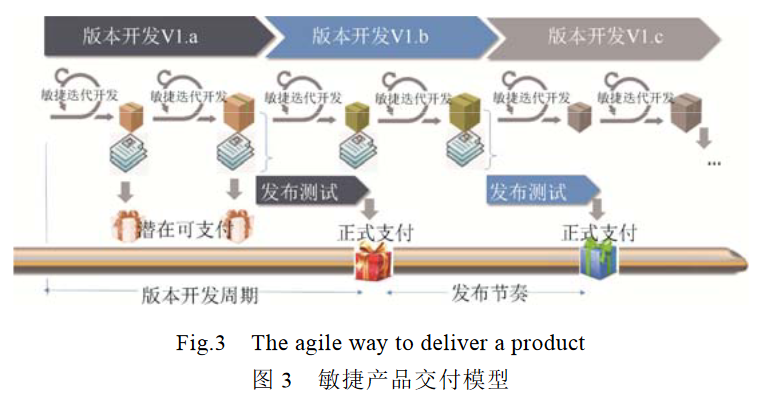 版本开发V1.a 版本开发V1.b 版本开发V1.c
敏捷迭代开发 敏捷迭代开发 敏捷迭代开发 敏捷迭代开发 敏捷迭代开发 敏捷迭代开发
...
发布测试 发布测试
潜在可支付 正式支付 正式支付
版本开发周期 发布节奏
Fig.3 The agile way to deliver a product
图 3 敏捷产品交付模型